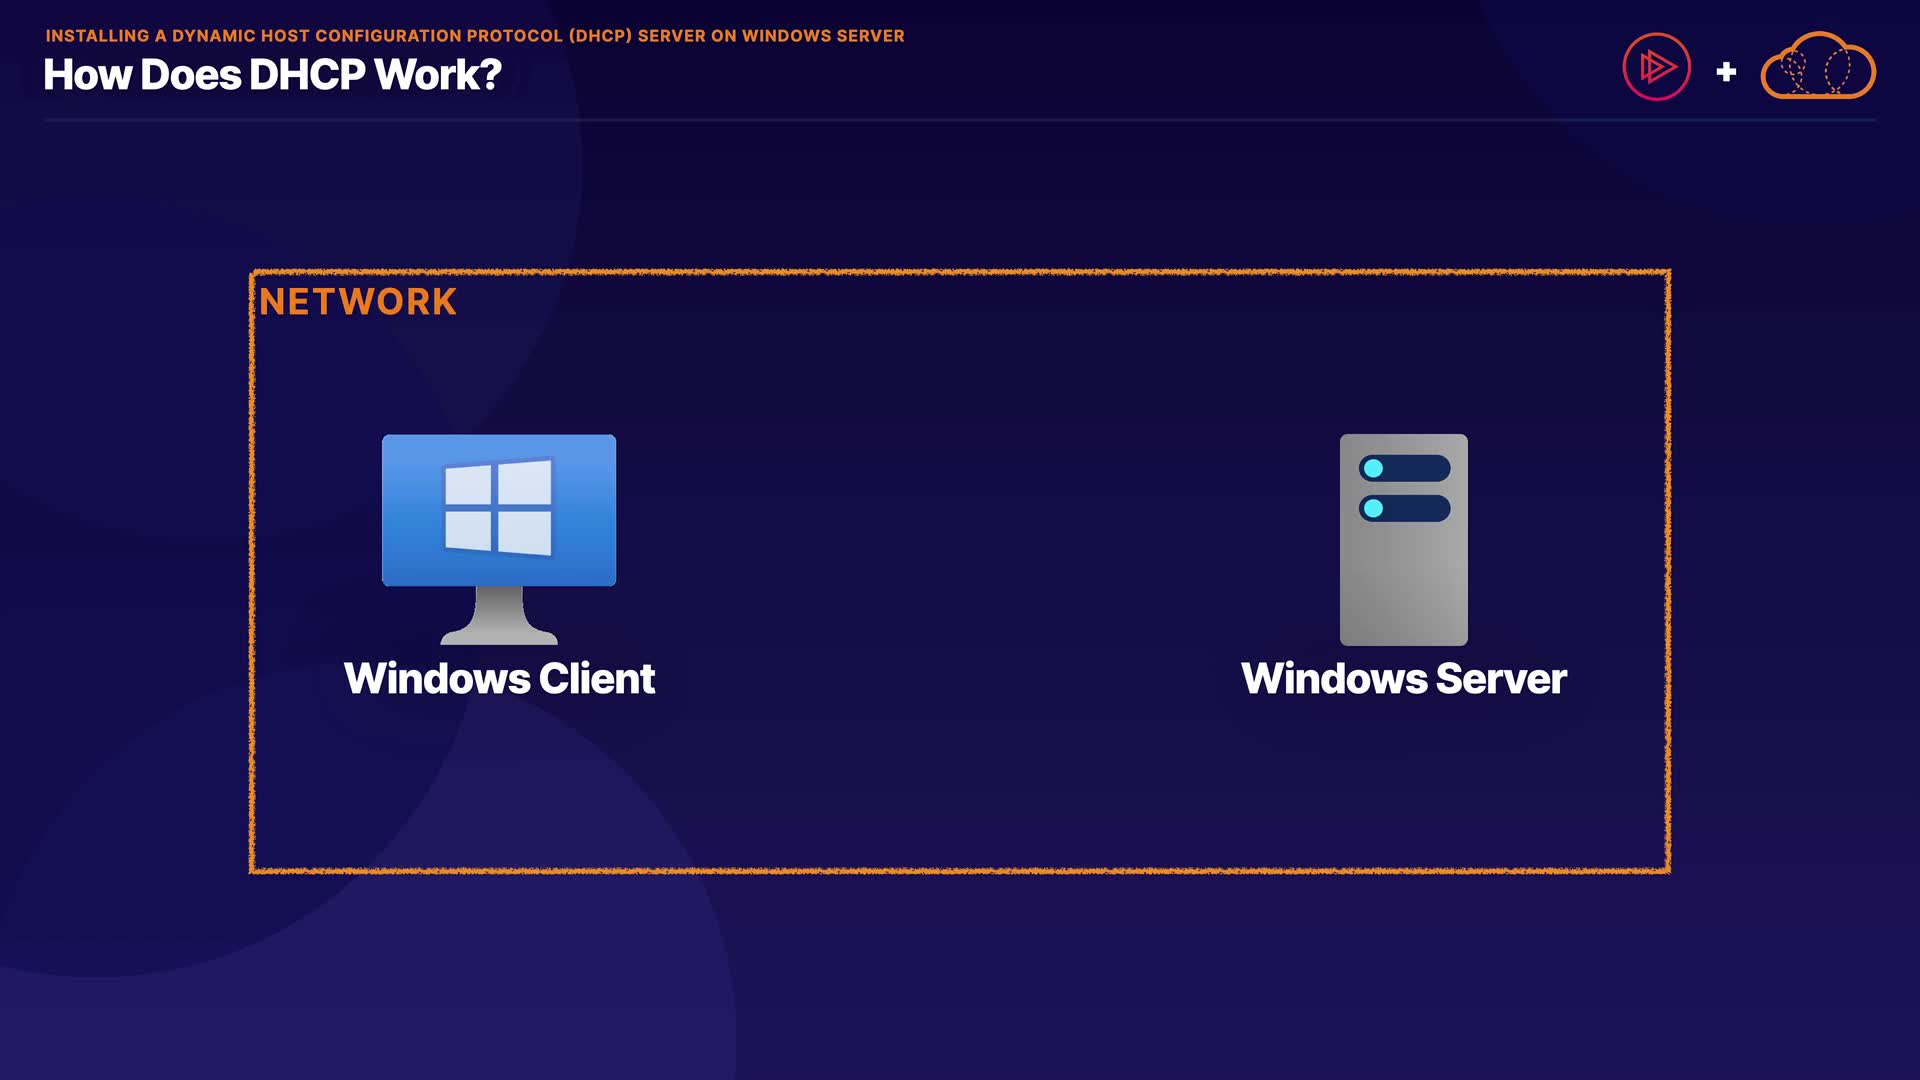 INSTALLING A DYNAMIC HOST CONFIGURATION PROTOCOL (DHCP) SERVER ON WINDOWS SERVER
How Does DHCP Work?
NETWORK
Windows Client
Windows Server